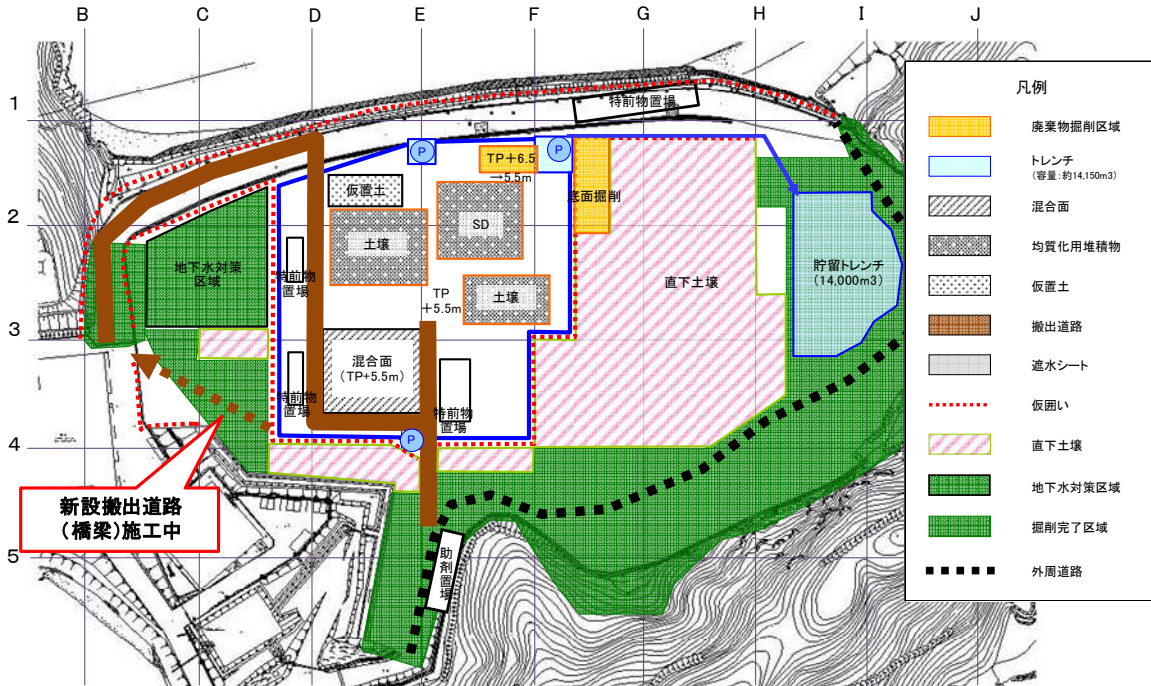 B C D E F G H I J
1
2
3
4
5
特前物置場
P
P
TP+6.5
→5.5m
底面掘削
仮置土
土壌
SD
土壌
地下水対策
区域
特前物
置場
TP
+5.5m
直下土壌
貯留トレンチ
(14,000m3)
混合面
(TP+5.5m)
特前物
置場
特前物
置場
P
新設搬出道路
(橋梁)施工中
助剤置場
凡例
廃棄物掘削区域
トレンチ
(容量:約14,150m3)
混合面
均質化用堆積物
仮置土
搬出道路
遮水シート
仮囲い
直下土壌
地下水対策区域
掘削完了区域
外周道路